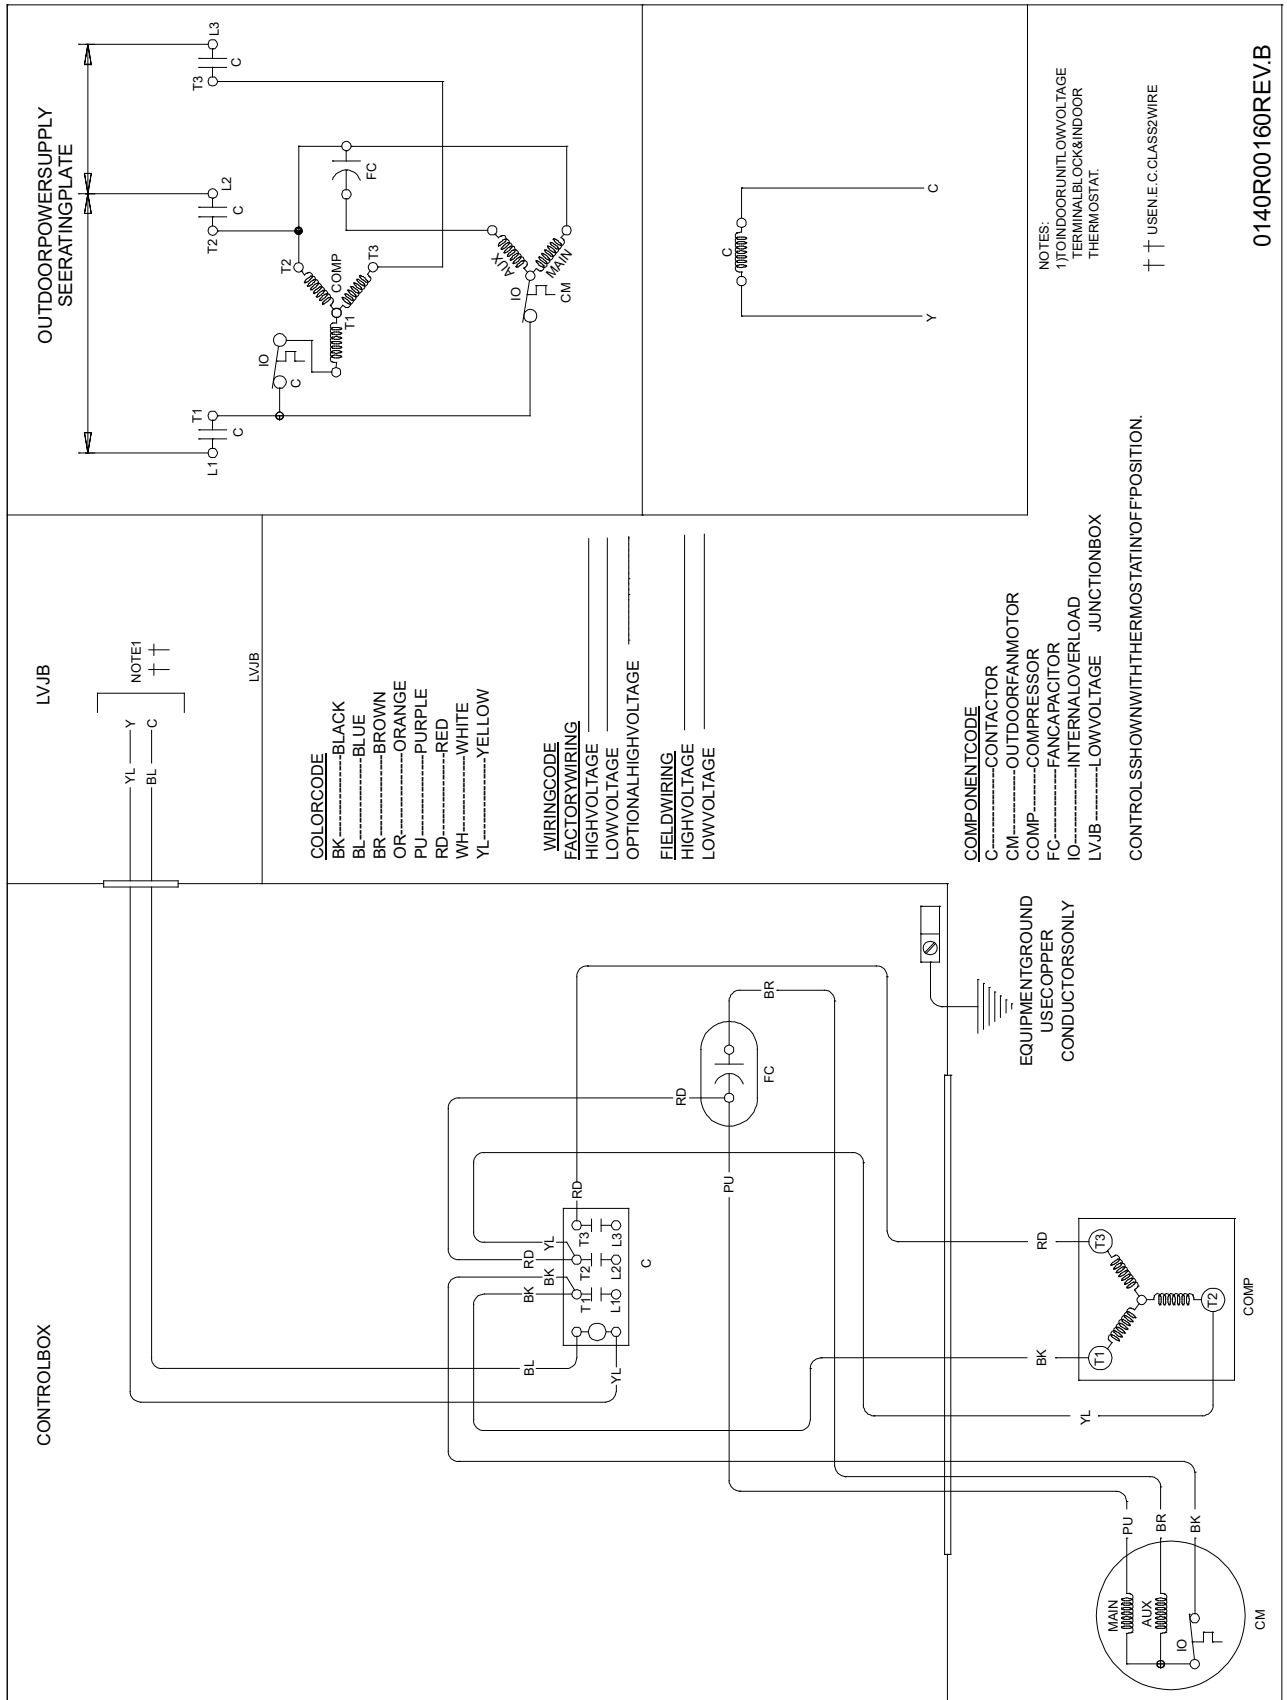 CONTROLBOX
BL
YL
BK
BK
RD
YL
RD
T1
T2
T3
L1
L2
L3
C
RD
PU
BR
FC
EQUIPMENTGROUND
USECOPPER
CONDUCTORSONLY
PU
BR
BK
YL
BK
RD
MAIN
AUX
IO
CM
T1
T2
T3
COMP
LVJB
YL
Y
BL
C
NOTE1
LVJB
COLORCODE
BK-----------BLACK
BL-----------BLUE
BR-----------BROWN
OR-----------ORANGE
PU-----------PURPLE
RD-----------RED
WH-----------WHITE
YL-----------YELLOW
WIRINGCODE
FACTORYWIRING
HIGHVOLTAGE
LOWVOLTAGE
OPTIONALHIGHVOLTAGE
FIELDWIRING
HIGHVOLTAGE
LOWVOLTAGE
COMPONENTCODE
C-----------CONTACTOR
CM---------OUTDOORFANMOTOR
COMP-----COMPRESSOR
FC----------FANCAPACITOR
IO-----------INTERNALOVERLOAD
LVJB-------LOWVOLTAGE JUNCTIONBOX
CONTROLSSHOWNWITHTHERMOSTATIN'OFF'POSITION.
OUTDOORPOWERSUPPLY
SEERATINGPLATE
L1
T1
C
T2
L2
C
T3
L3
C
IO
C
T2
COMP
T1
T3
FC
AUX
MAIN
IO
CM
C
Y
C
NOTES:
1)TOINDOORUNITLOWVOLTAGE
TERMINALBLOCK&INDOOR
THERMOSTAT.
†† USEN.E.C.CLASS2WIRE
0140R00160REV.B